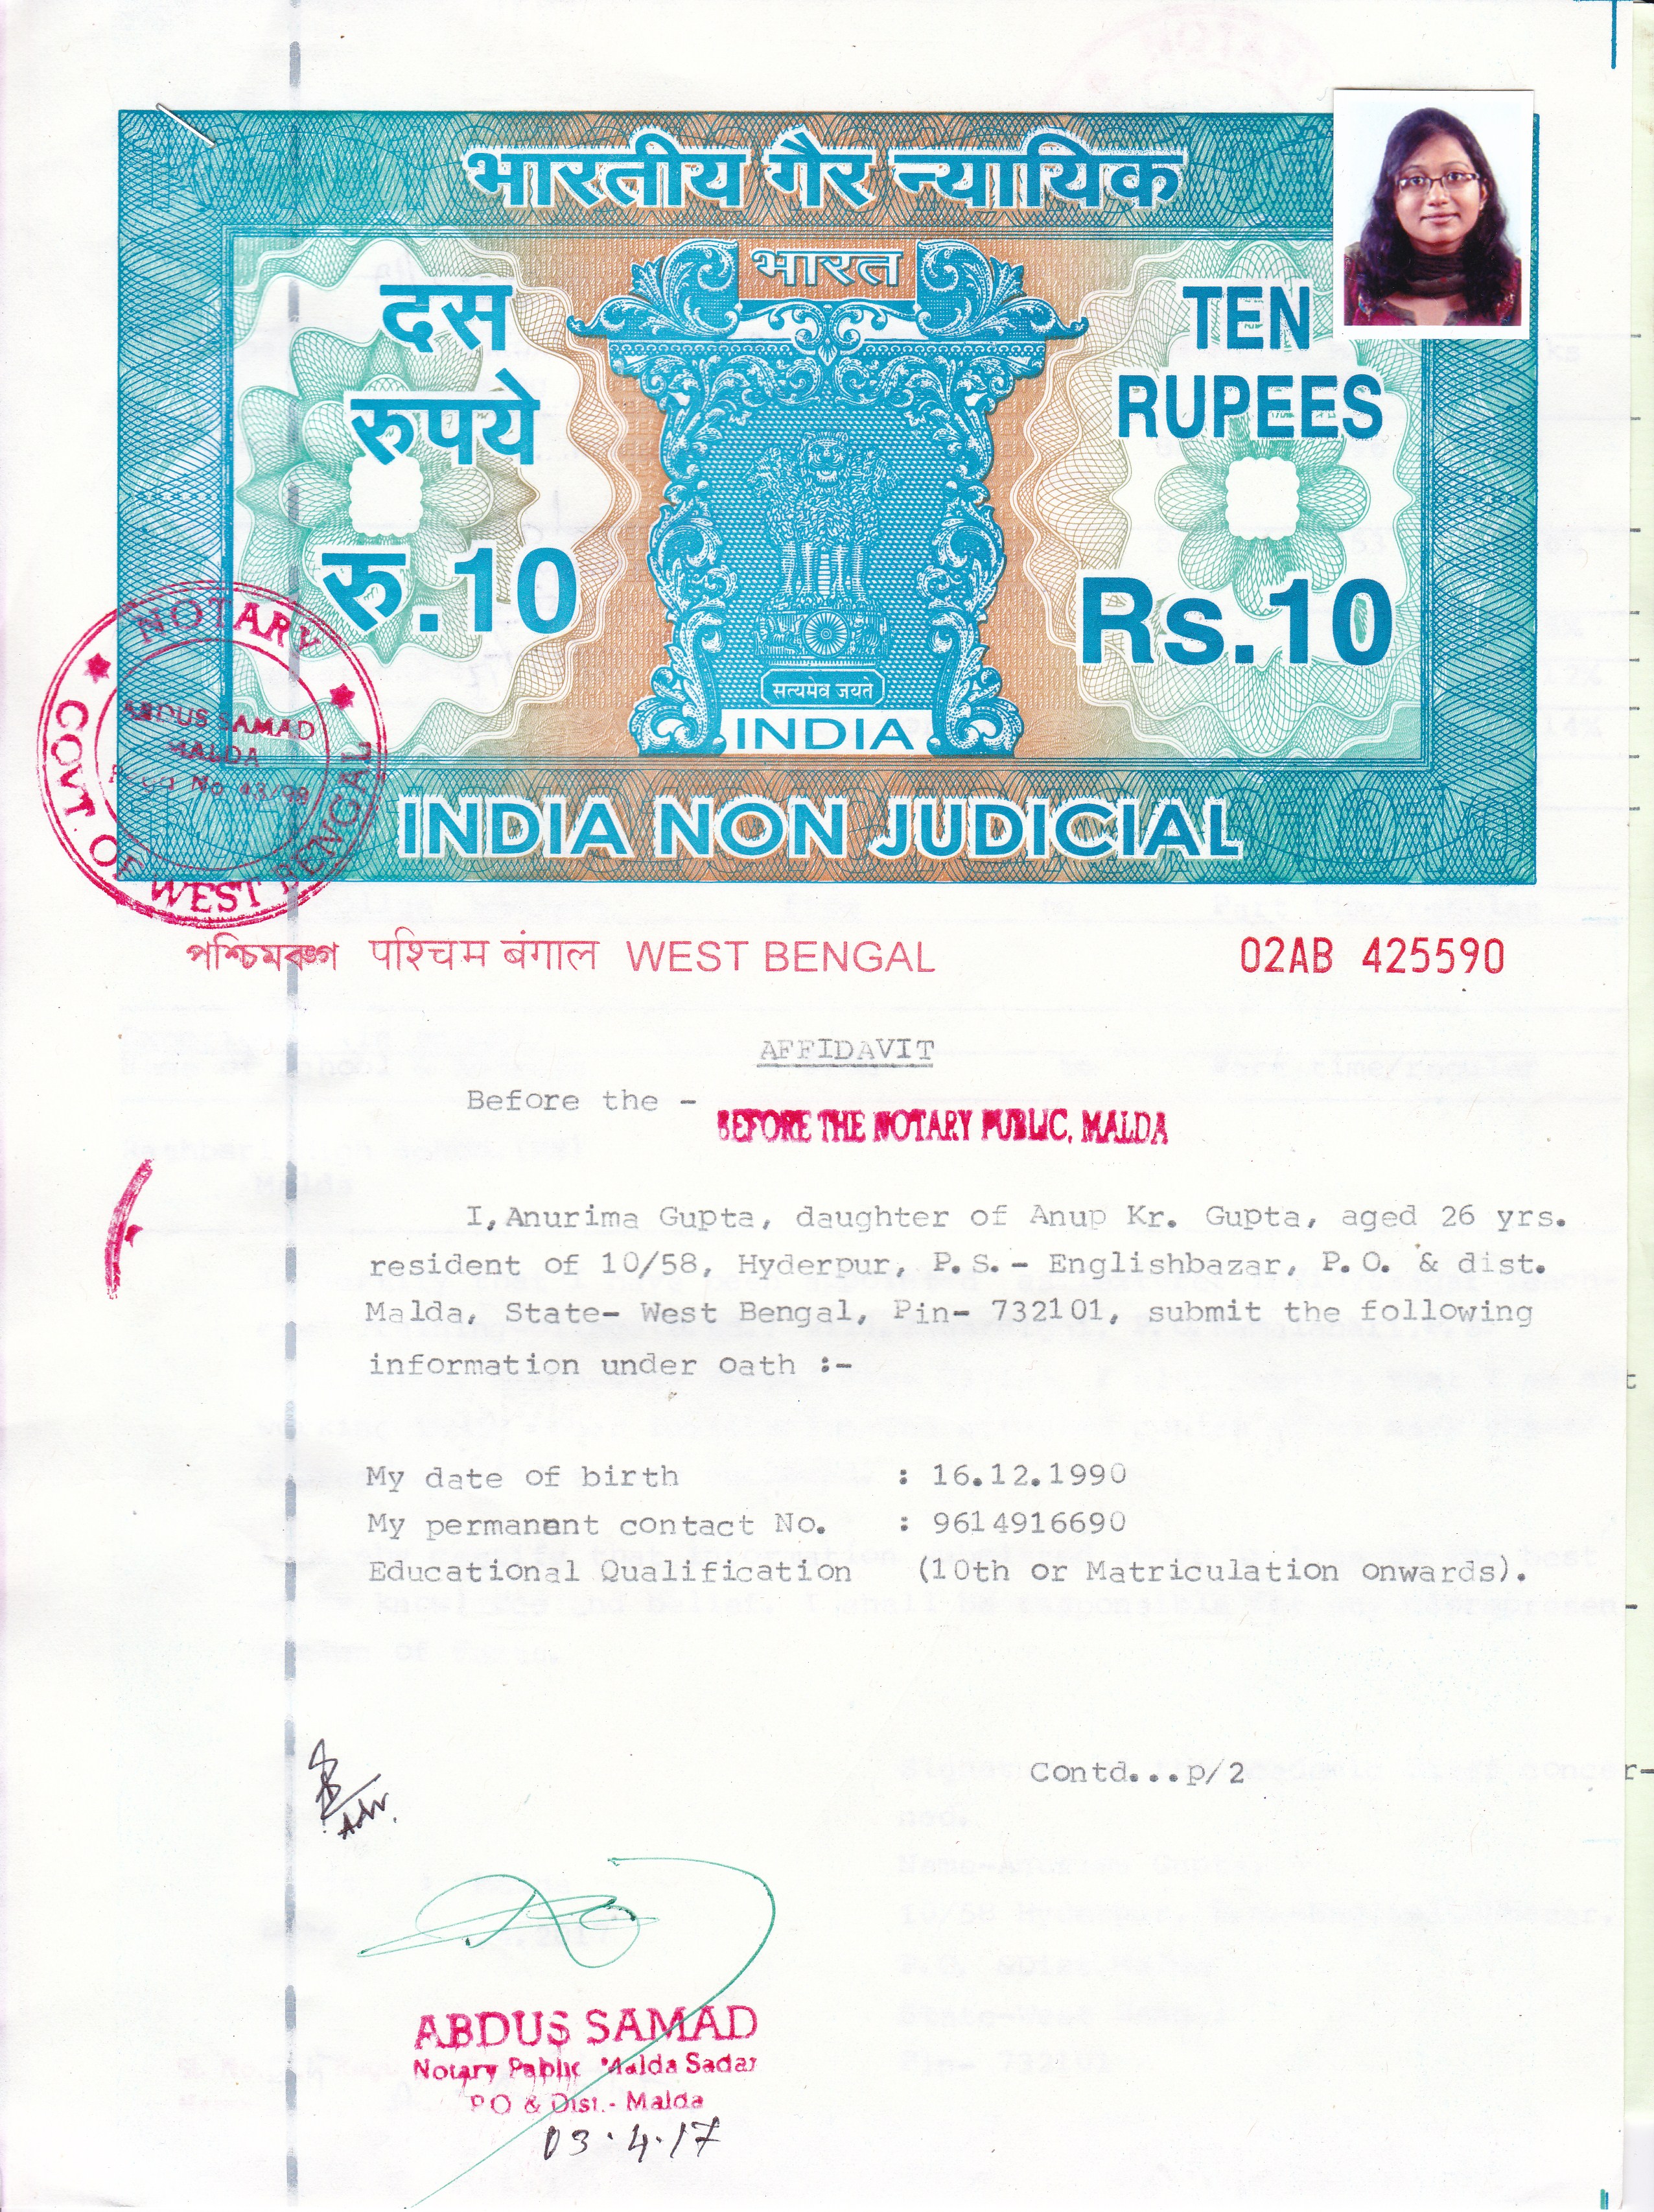 भारतीय गैर न्यायिक
भारत
दस
रुपये
रु.10
TEN
RUPEES
Rs.10
सत्यमेव जयते
INDIA
INDIA NON JUDICIAL
NOTARY
GOVT. OF WEST BENGAL
ABDUS SAMAD
MALDA
Regd No 43/98
পশ্চিমবঙ্গ पश्चिम बंगाल WEST BENGAL
02AB 425590
AFFIDAVIT
Before the -
BEFORE THE NOTARY PUBLIC, MALDA
I, Anurima Gupta, daughter of Anup Kr. Gupta, aged 26 yrs.
resident of 10/58, Hyderpur, P.S.- Englishbazar, P.O. & dist.
Malda, State- West Bengal, Pin- 732101, submit the following
information under oath :-
My date of birth : 16.12.1990
My permanent contact No. : 9614916690
Educational Qualification (10th or Matriculation onwards).
Contd...p/2
Adv.
ABDUS SAMAD
Notary Public Malda Sadar
P.O & Dist.- Malda
03.4.17